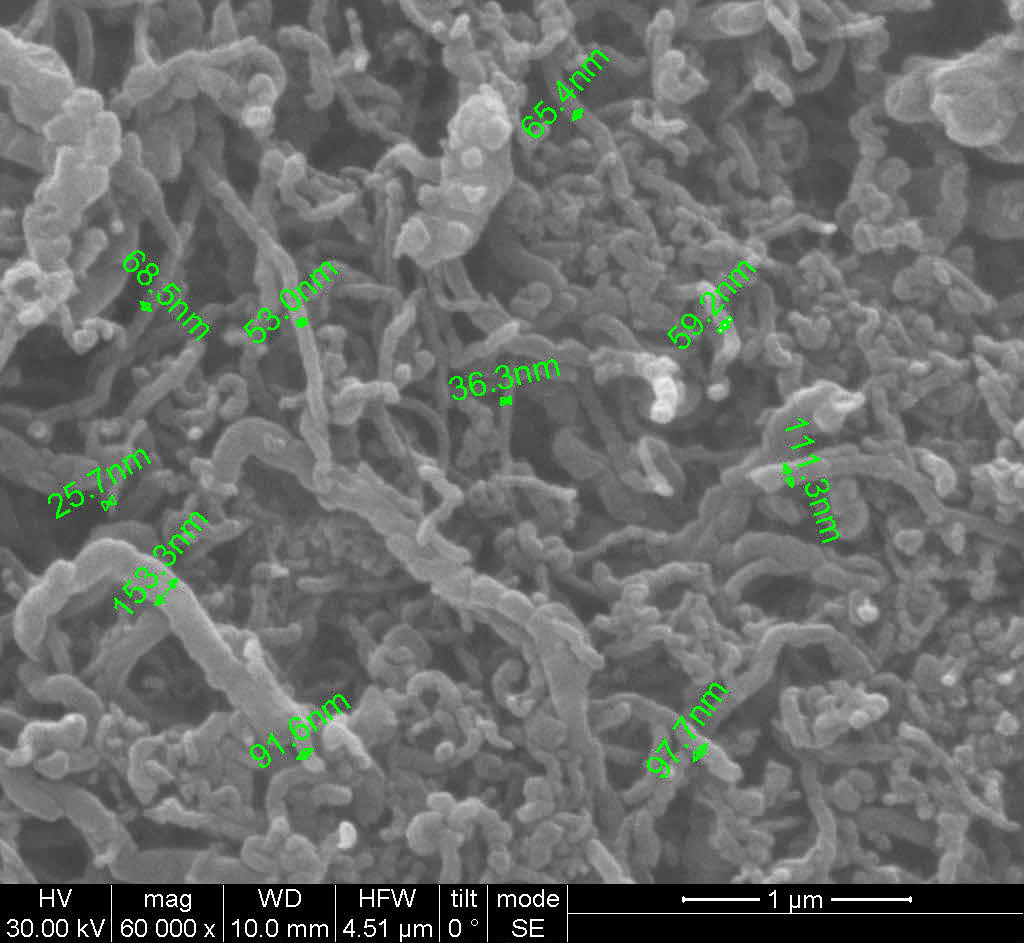 65.4nm
68.5nm
53.0nm
59.2nm
36.3nm
111.3nm
25.7nm
153.3nm
91.6nm
97.7nm
HV mag WD HFW tilt mode 1 µm
30.00 kV 60 000 x 10.0 mm 4.51 µm 0 ° SE